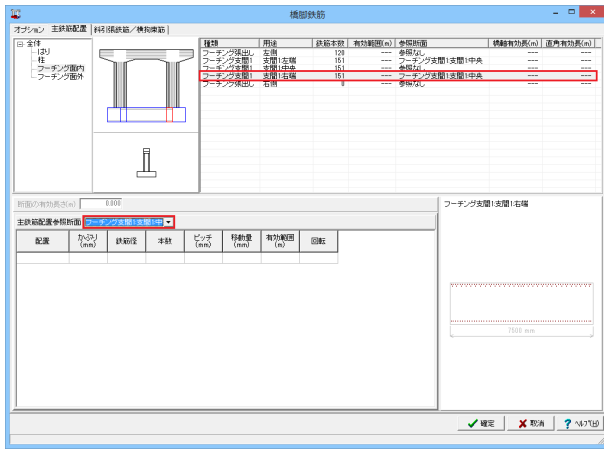 橋脚鉄筋
オプション 主鉄筋配置 斜引張鉄筋／横拘束筋
全体
はり
柱
フーチング面内
フーチング面外
種類 用途 鉄筋本数 有効範囲(m) 参照断面 橋軸有効長(m) 直角有効長(m)
フーチング張出し 左側 120 --- 参照なし --- ---
フーチング支間1 支間1:左端 151 --- フーチング支間1:支間1:中央 --- ---
フーチング支間1 支間1:中央 151 --- 参照なし --- ---
フーチング支間1 支間1:右端 151 --- フーチング支間1:支間1:中央 --- ---
フーチング張出し 右側 0 --- 参照なし --- ---
断面の有効長さ(m) 0.000
主鉄筋配置参照断面 フーチング支間1:支間1:中
配置 かぶり(mm) 鉄筋径 本数 ピッチ(mm) 移動量(mm) 有効範囲(m) 回転
フーチング支間1:支間1:右端
7500 mm
確定 取消 ヘルプ(H)